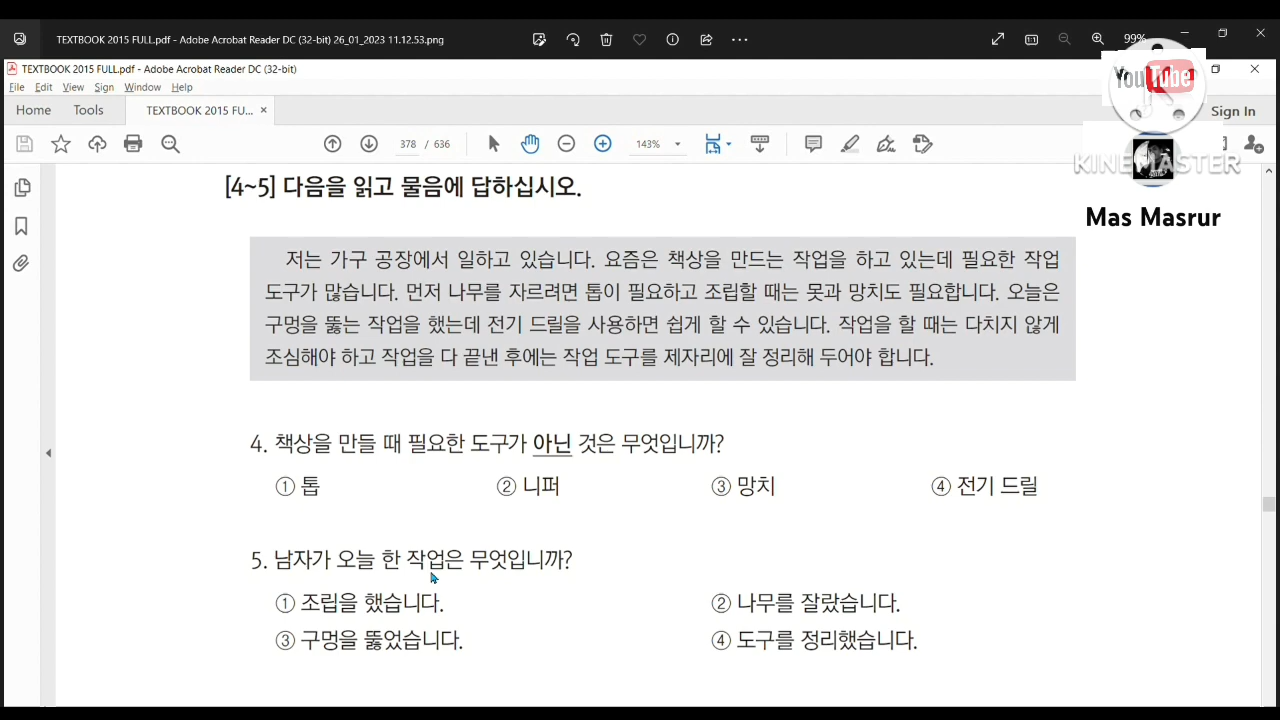 TEXTBOOK 2015 FULL.pdf - Adobe Acrobat Reader DC (32-bit) 26_01_2023 11.12.53.png
99%
TEXTBOOK 2015 FULL.pdf - Adobe Acrobat Reader DC (32-bit)
YouTube
File Edit View Sign Window Help
Home Tools TEXTBOOK 2015 FU... × Sign In
378 / 636 143%
KINEMASTER
Mas Masrur
[4~5] 다음을 읽고 물음에 답하십시오.
저는 가구 공장에서 일하고 있습니다. 요즘은 책상을 만드는 작업을 하고 있는데 필요한 작업
도구가 많습니다. 먼저 나무를 자르려면 톱이 필요하고 조립할 때는 못과 망치도 필요합니다. 오늘은
구멍을 뚫는 작업을 했는데 전기 드릴을 사용하면 쉽게 할 수 있습니다. 작업을 할 때는 다치지 않게
조심해야 하고 작업을 다 끝낸 후에는 작업 도구를 제자리에 잘 정리해 두어야 합니다.
4. 책상을 만들 때 필요한 도구가 아닌 것은 무엇입니까?
① 톱 ② 니퍼 ③ 망치 ④ 전기 드릴
5. 남자가 오늘 한 작업은 무엇입니까?
① 조립을 했습니다. ② 나무를 잘랐습니다.
③ 구멍을 뚫었습니다. ④ 도구를 정리했습니다.